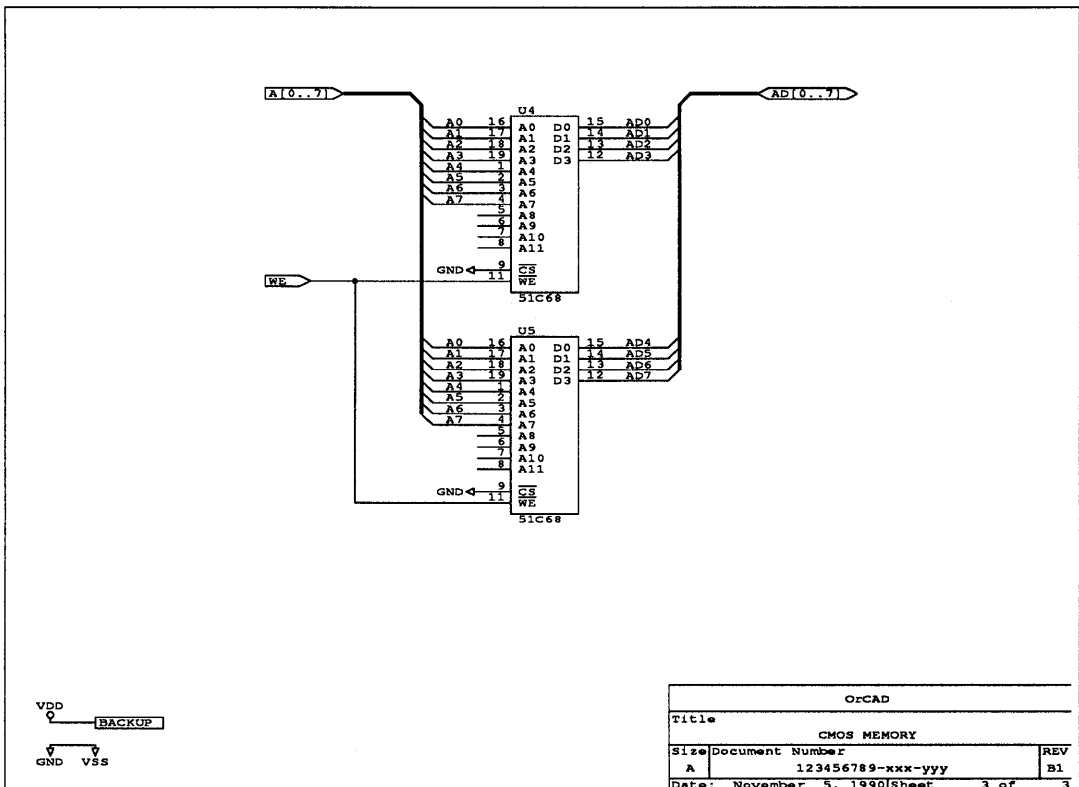 A[0..7]
AD[0..7]
U4
A0 16 A0 D0 15 AD0
A1 17 A1 D1 14 AD1
A2 18 A2 D2 13 AD2
A3 19 A3 D3 12 AD3
A4 1 A4
A5 2 A5
A6 3 A6
A7 4 A7
5 A8
6 A9
7 A10
8 A11
GND 9 CS
WE 11 WE
51C68
U5
A0 16 A0 D0 15 AD4
A1 17 A1 D1 14 AD5
A2 18 A2 D2 13 AD6
A3 19 A3 D3 12 AD7
A4 1 A4
A5 2 A5
A6 3 A6
A7 4 A7
5 A8
6 A9
7 A10
8 A11
GND 9 CS
11 WE
51C68
VDD
BACKUP
GND VSS
OrCAD
Title
CMOS MEMORY
Size Document Number REV
A 123456789-xxx-yyy B1
Date: November 5, 1990 Sheet 3 of 3